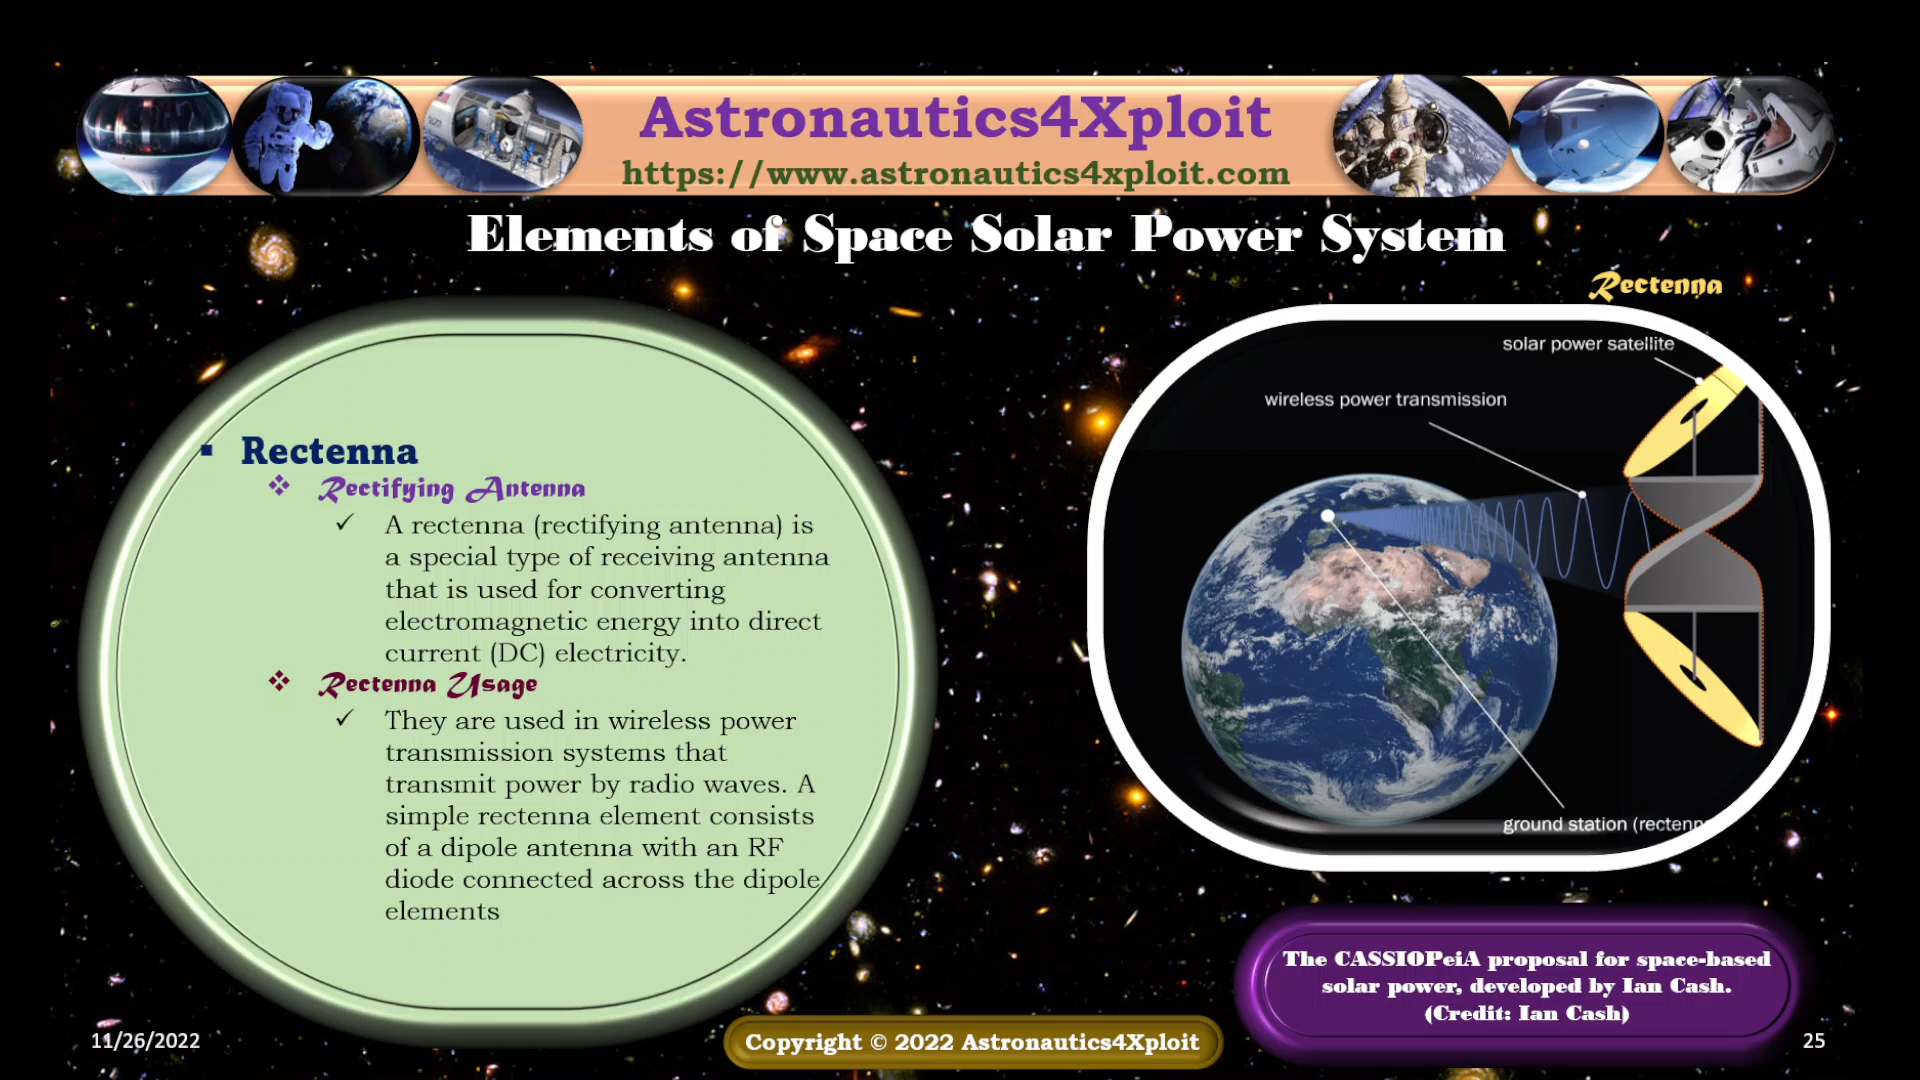 Astronautics4Xploit
https://www.astronautics4xploit.com
Elements of Space Solar Power System
Rectenna
Rectifying Antenna
A rectenna (rectifying antenna) is
a special type of receiving antenna
that is used for converting
electromagnetic energy into direct
current (DC) electricity.
Rectenna Usage
They are used in wireless power
transmission systems that
transmit power by radio waves. A
simple rectenna element consists
of a dipole antenna with an RF
diode connected across the dipole
elements
Rectenna
solar power satellite
wireless power transmission
ground station (rectenn
The CASSIOPeiA proposal for space-based
solar power, developed by Ian Cash.
(Credit: Ian Cash)
11/26/2022
Copyright © 2022 Astronautics4Xploit
25